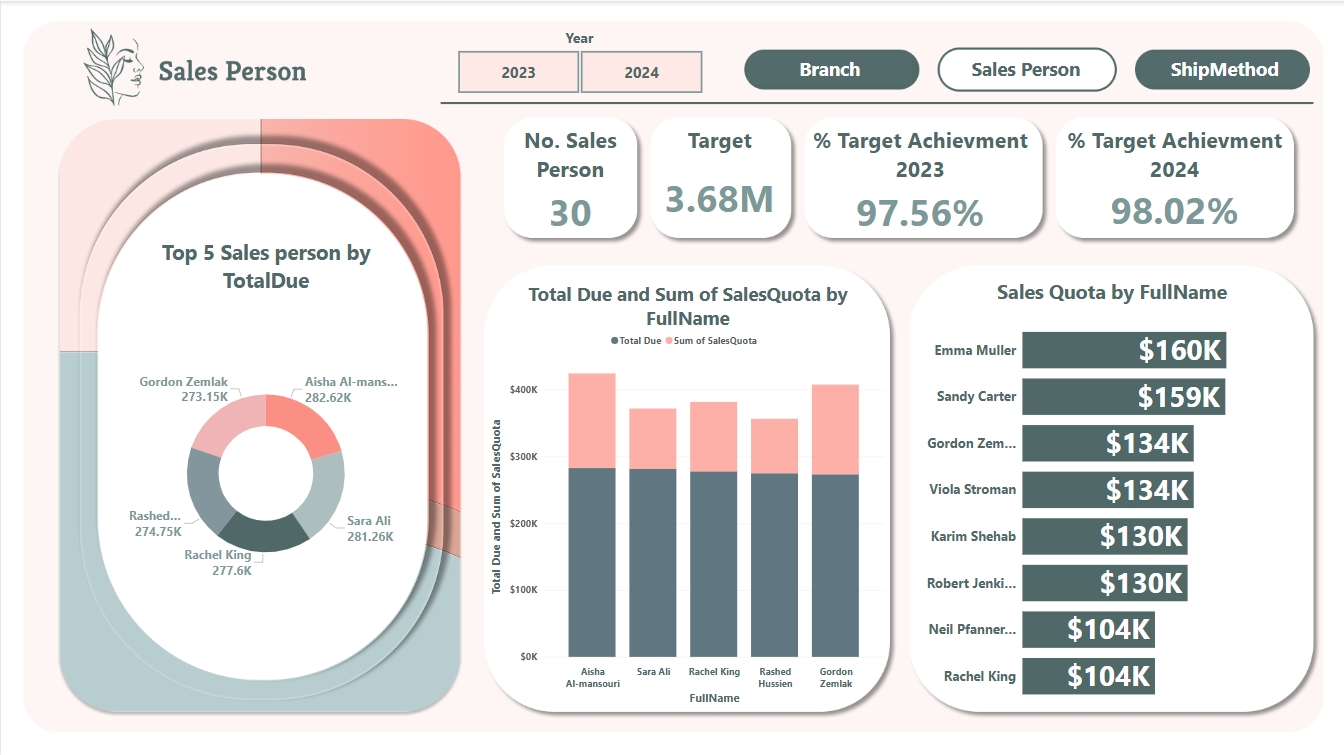 Sales Person
Year
2023
2024
Branch
Sales Person
ShipMethod
No. Sales
Person
30
Target
3.68M
% Target Achievment
2023
97.56%
% Target Achievment
2024
98.02%
Top 5 Sales person by
TotalDue
Gordon Zemlak
273.15K
Aisha Al-mans...
282.62K
Rashed...
274.75K
Sara Ali
281.26K
Rachel King
277.6K
Total Due and Sum of SalesQuota by
FullName
Total Due
Sum of SalesQuota
Total Due and Sum of SalesQuota
$400K
$300K
$200K
$100K
$0K
Aisha
Al-mansouri
Sara Ali
Rachel King
Rashed
Hussien
Gordon
Zemlak
FullName
Sales Quota by FullName
Emma Muller
$160K
Sandy Carter
$159K
Gordon Zem...
$134K
Viola Stroman
$134K
Karim Shehab
$130K
Robert Jenki...
$130K
Neil Pfanner...
$104K
Rachel King
$104K